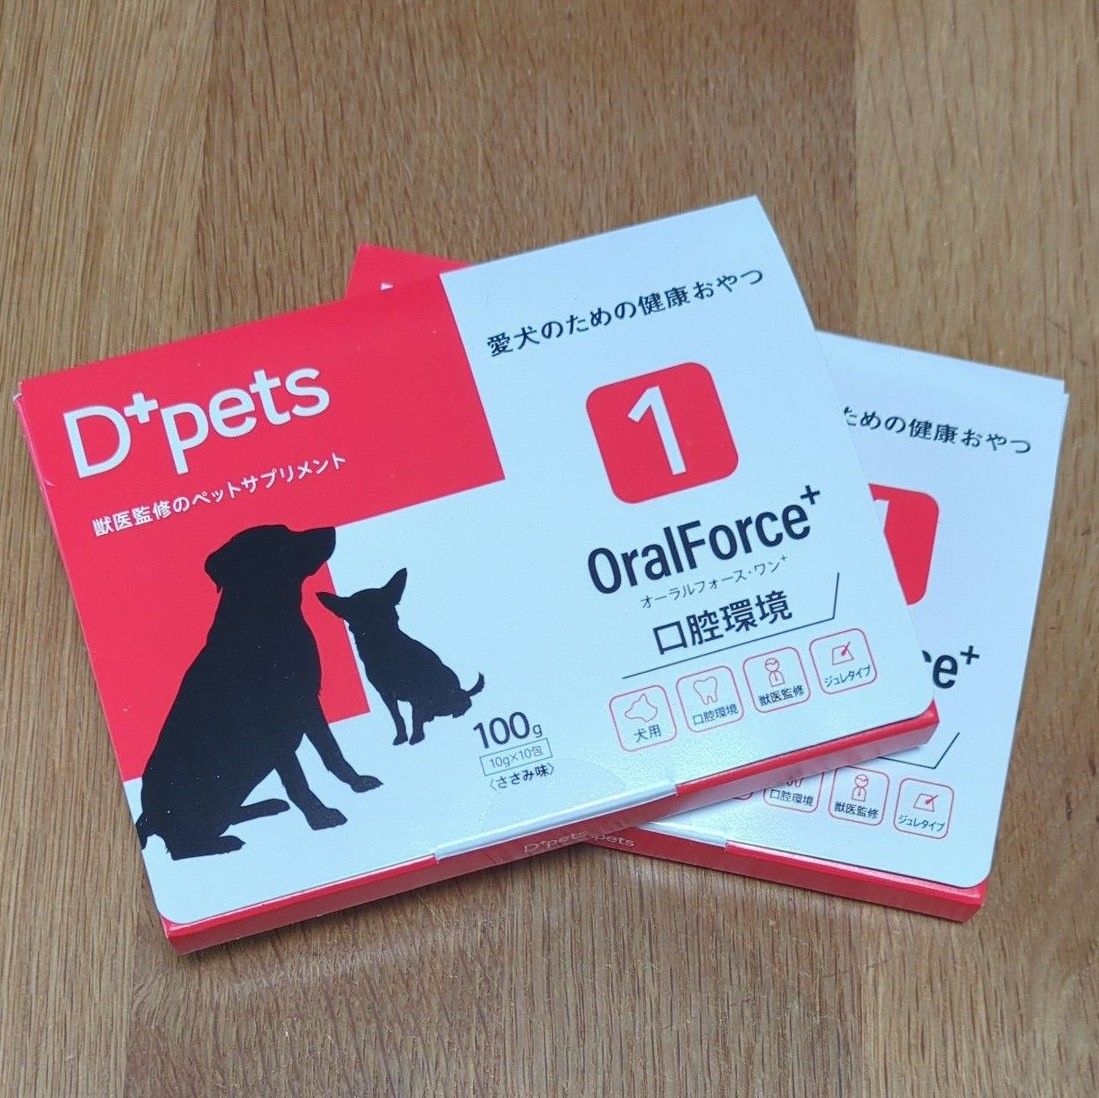 愛犬のための健康おやつ
D+pets
獣医監修のペットサプリメント
1
OralForce+
オーラルフォース・ワン+
口腔環境
犬用
口腔環境
獣医監修
ジュレタイプ
100g
10g×10包
〈ささみ味〉
D+pets
ための健康おやつ
1
ce+
口腔環境
獣医監修
ジュレタイプ
pets